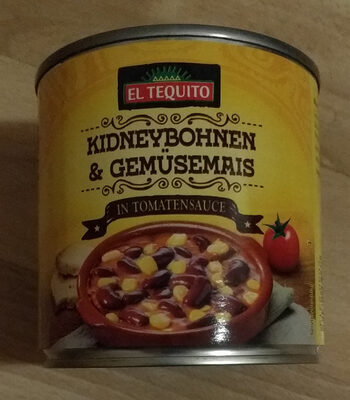 EL TEQUITO
KIDNEYBOHNEN
& GEMÜSEMAIS
IN TOMATENSAUCE